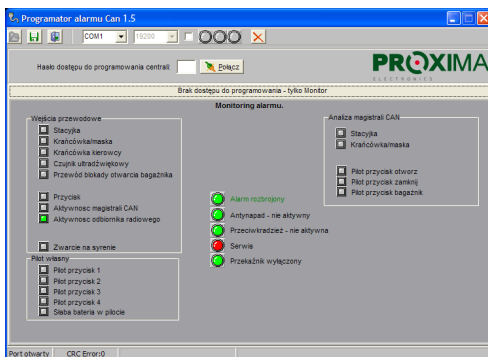 Programator alarmu Can 1.5
COM1
19200
Hasło dostępu do programowania centrali:
Połącz
PROXIMA
ELECTRONICS
Brak dostępu do programowania - tylko Monitor
Monitoring alarmu.
Wejścia przewodowe
Stacyjka
Krańcówka/maska
Krańcówka kierowcy
Czujnik ultradźwiękowy
Przewód blokady otwarcia bagażnika
Przycisk
Aktywnosc magistrali CAN
Aktywnosc odbiornika radiowego
Zwarcie na syrenie
Pilot własny
Pilot przycisk 1
Pilot przycisk 2
Pilot przycisk 3
Pilot przycisk 4
Słaba bateria w pilocie
Alarm rozbrojony
Antynapad - nie aktywny
Przeciwkradzież - nie aktywna
Serwis
Przekaźnik wyłączony
Analiza magistrali CAN
Stacyjka
Krańcówka/maska
Pilot przycisk otworz
Pilot przycisk zamknij
Pilot przycisk bagażnik
Port otwarty
CRC Error:0